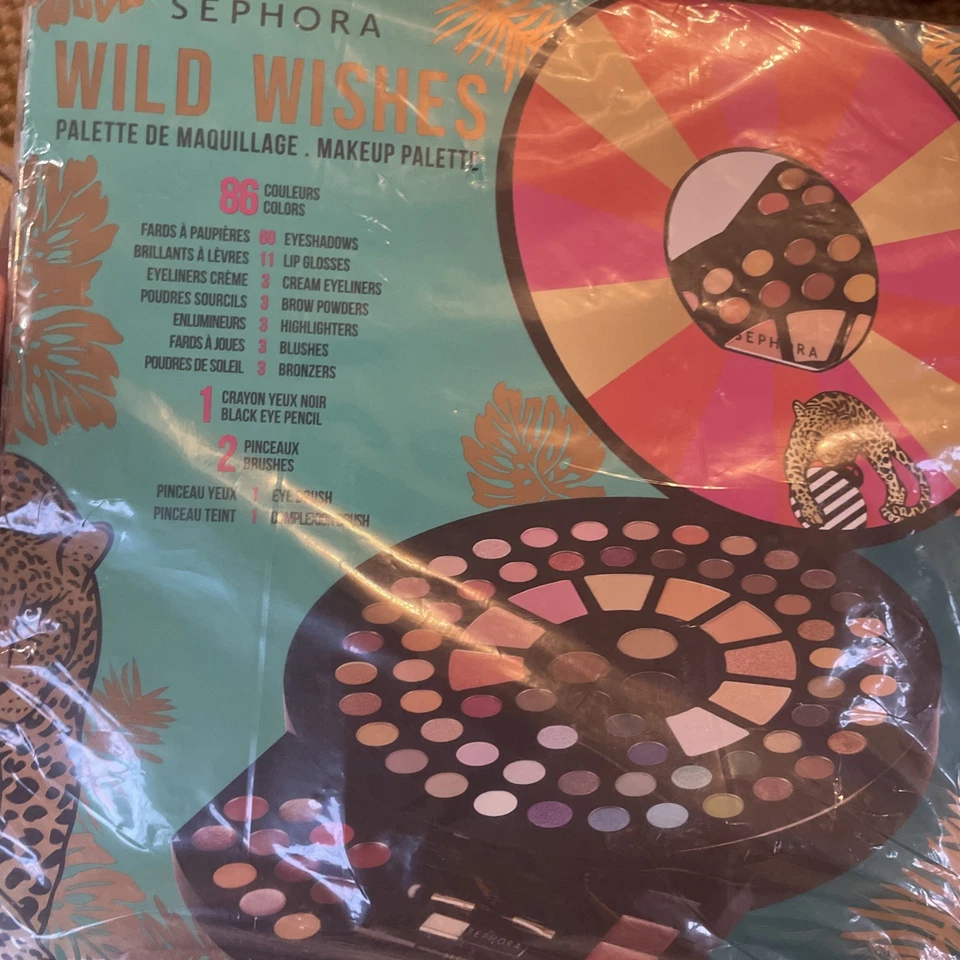 SEPHORA
WILD WISHES
PALETTE DE MAQUILLAGE . MAKEUP PALETTE
86 COULEURS
COLORS
FARDS À PAUPIÈRES 60 EYESHADOWS
BRILLANTS À LÈVRES 11 LIP GLOSSES
EYELINERS CRÈME 3 CREAM EYELINERS
POUDRES SOURCILS 3 BROW POWDERS
ENLUMINEURS 3 HIGHLIGHTERS
FARDS À JOUES 3 BLUSHES
POUDRES DE SOLEIL 3 BRONZERS
1 CRAYON YEUX NOIR
BLACK EYE PENCIL
2 PINCEAUX
BRUSHES
PINCEAU YEUX 1 EYE BRUSH
PINCEAU TEINT 1 COMPLEXION BRUSH
SEPHORA
SEPHORA